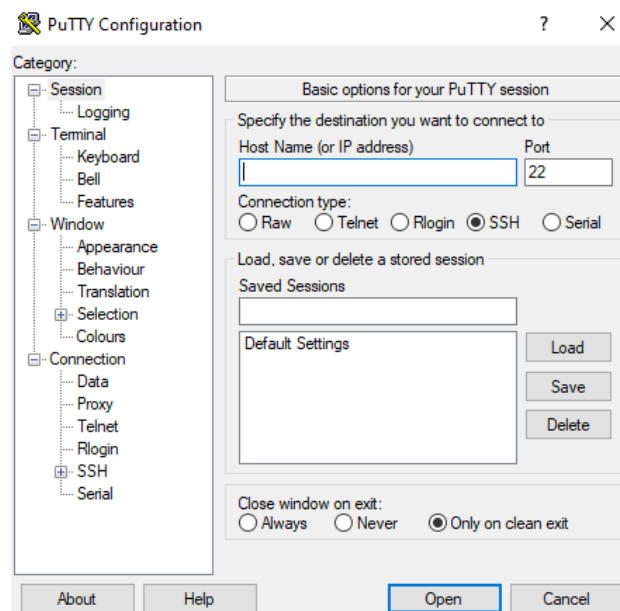 PuTTY Configuration
?
Category:
Session
Logging
Terminal
Keyboard
Bell
Features
Window
Appearance
Behaviour
Translation
Selection
Colours
Connection
Data
Proxy
Telnet
Rlogin
SSH
Serial
Basic options for your PuTTY session
Specify the destination you want to connect to
Host Name (or IP address) Port
22
Connection type:
Raw Telnet Rlogin SSH Serial
Load, save or delete a stored session
Saved Sessions
Default Settings
Load
Save
Delete
Close window on exit:
Always Never Only on clean exit
About Help Open Cancel